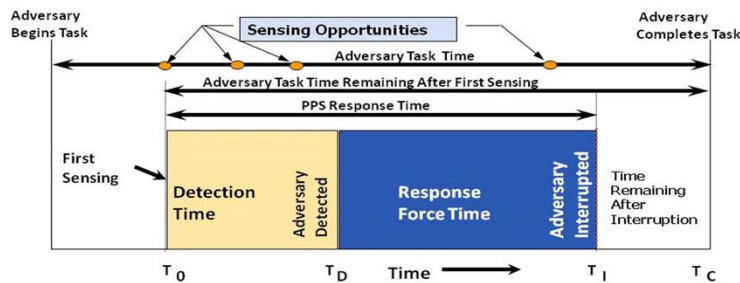 Adversary
Begins Task
Sensing Opportunities
Adversary
Completes Task
Adversary Task Time
Adversary Task Time Remaining After First Sensing
PPS Response Time
First
Sensing
Detection
Time
Adversary
Detected
Response
Force Time
Adversary
Interrupted
Time
Remaining
After
Interruption
T0
TD
Time
TI
TC